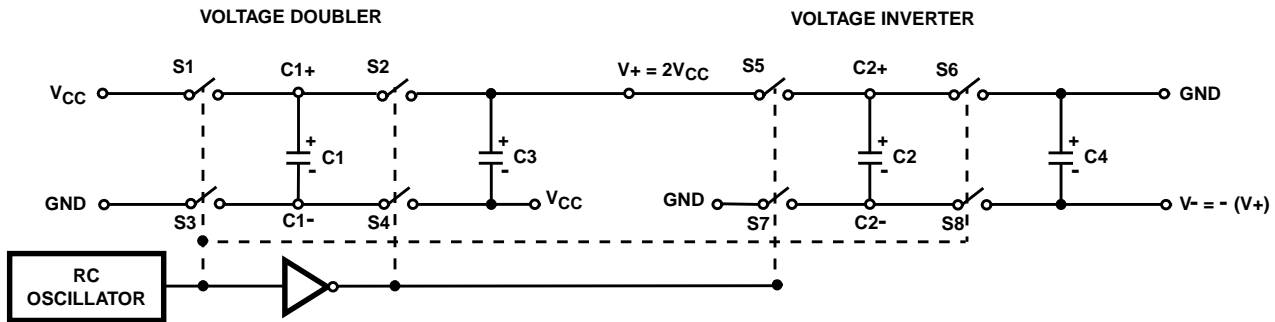 VOLTAGE DOUBLER VOLTAGE INVERTER
S1 C1+ S2 V+ = 2VCC S5 C2+ S6
VCC GND
+ + + +
C1 C3 C2 C4
- - - -
GND VCC GND V- = - (V+)
S3 C1- S4 S7 C2- S8
RC
OSCILLATOR